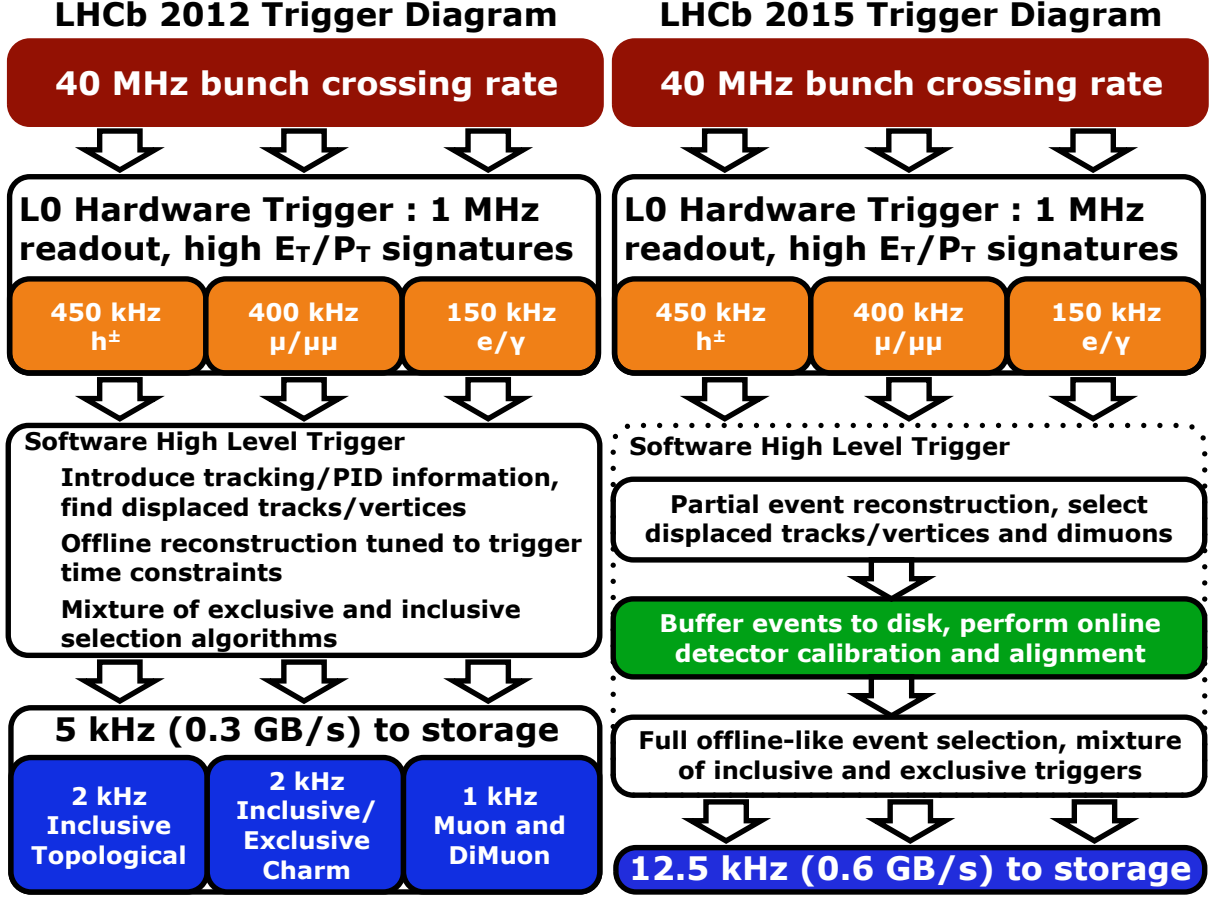 LHCb 2012 Trigger Diagram
40 MHz bunch crossing rate
L0 Hardware Trigger : 1 MHz
readout, high E_T/P_T signatures
450 kHz
h±
400 kHz
μ/μμ
150 kHz
e/γ
Software High Level Trigger
Introduce tracking/PID information,
find displaced tracks/vertices
Offline reconstruction tuned to trigger
time constraints
Mixture of exclusive and inclusive
selection algorithms
5 kHz (0.3 GB/s) to storage
2 kHz
Inclusive
Topological
2 kHz
Inclusive/
Exclusive
Charm
1 kHz
Muon and
DiMuon
LHCb 2015 Trigger Diagram
40 MHz bunch crossing rate
L0 Hardware Trigger : 1 MHz
readout, high E_T/P_T signatures
450 kHz
h±
400 kHz
μ/μμ
150 kHz
e/γ
Software High Level Trigger
Partial event reconstruction, select
displaced tracks/vertices and dimuons
Buffer events to disk, perform online
detector calibration and alignment
Full offline-like event selection, mixture
of inclusive and exclusive triggers
12.5 kHz (0.6 GB/s) to storage